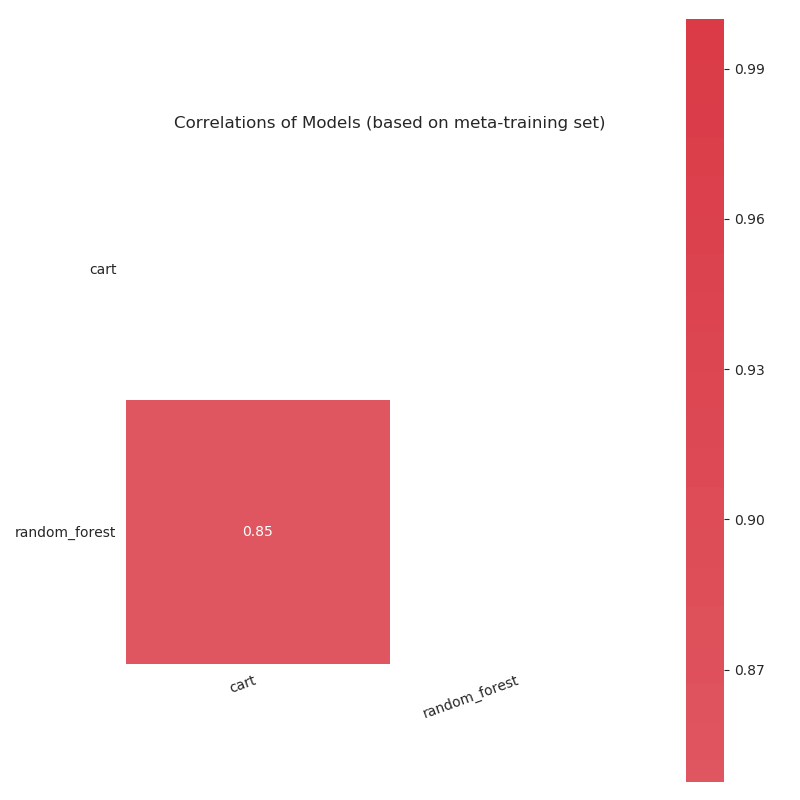 Correlations of Models (based on meta-training set)
cart
random_forest
0.85
cart
random_forest
0.99
0.96
0.93
0.90
0.87